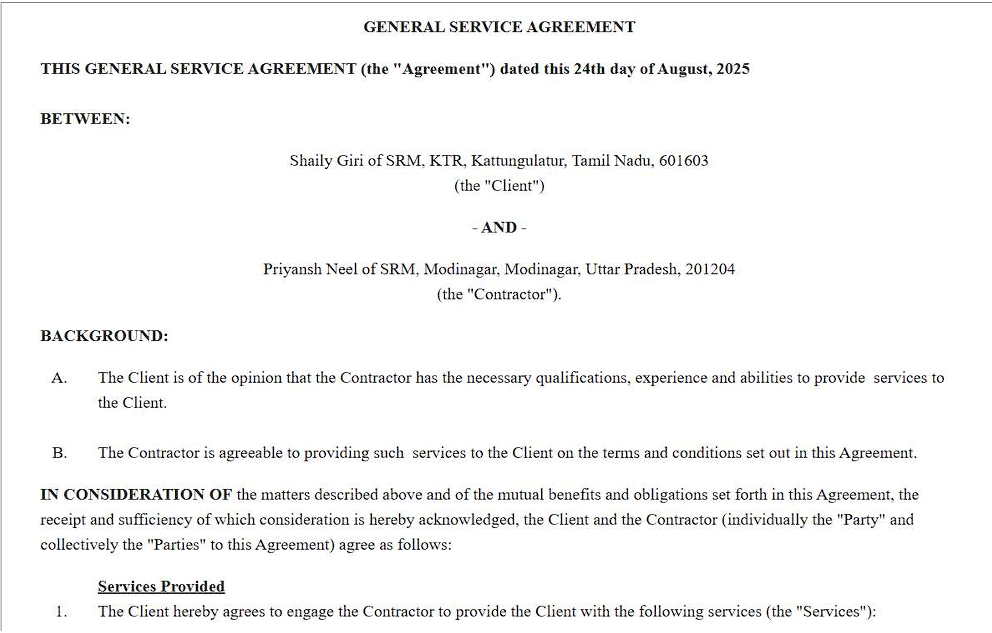 GENERAL SERVICE AGREEMENT
THIS GENERAL SERVICE AGREEMENT (the "Agreement") dated this 24th day of August, 2025
BETWEEN:
Shaily Giri of SRM, KTR, Kattungulatur, Tamil Nadu, 601603
(the "Client")
- AND -
Priyansh Neel of SRM, Modinagar, Modinagar, Uttar Pradesh, 201204
(the "Contractor").
BACKGROUND:
A. The Client is of the opinion that the Contractor has the necessary qualifications, experience and abilities to provide services to
the Client.
B. The Contractor is agreeable to providing such services to the Client on the terms and conditions set out in this Agreement.
IN CONSIDERATION OF the matters described above and of the mutual benefits and obligations set forth in this Agreement, the
receipt and sufficiency of which consideration is hereby acknowledged, the Client and the Contractor (individually the "Party" and
collectively the "Parties" to this Agreement) agree as follows:
Services Provided
1. The Client hereby agrees to engage the Contractor to provide the Client with the following services (the "Services"):